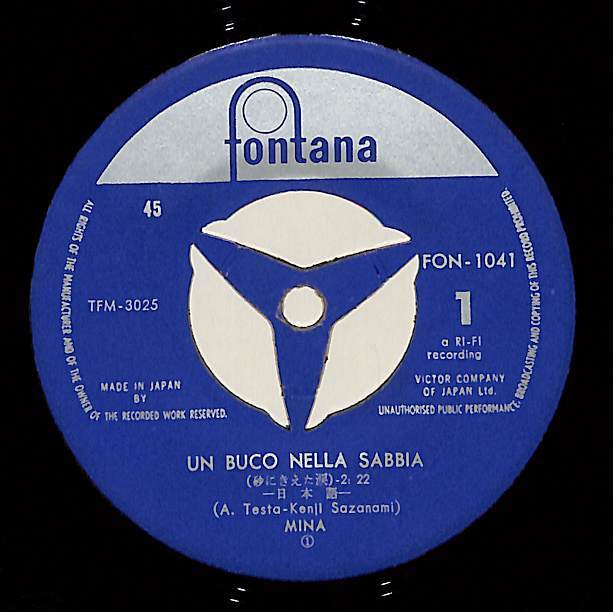 fontana
45
FON-1041
TFM-3025
1
a RI-FI
recording
MADE IN JAPAN
BY
VICTOR COMPANY
OF JAPAN Ltd.
ALL RIGHTS OF THE MANUFACTURER AND OF THE OWNER OF THE RECORDED WORK RESERVED.
UNAUTHORISED PUBLIC PERFORMANCE, BROADCASTING AND COPYING OF THIS RECORD PROHIBITED.
UN BUCO NELLA SABBIA
(砂にきえた涙)-2:22
—日本語—
(A. Testa-Kenji Sazanami)
MINA
①